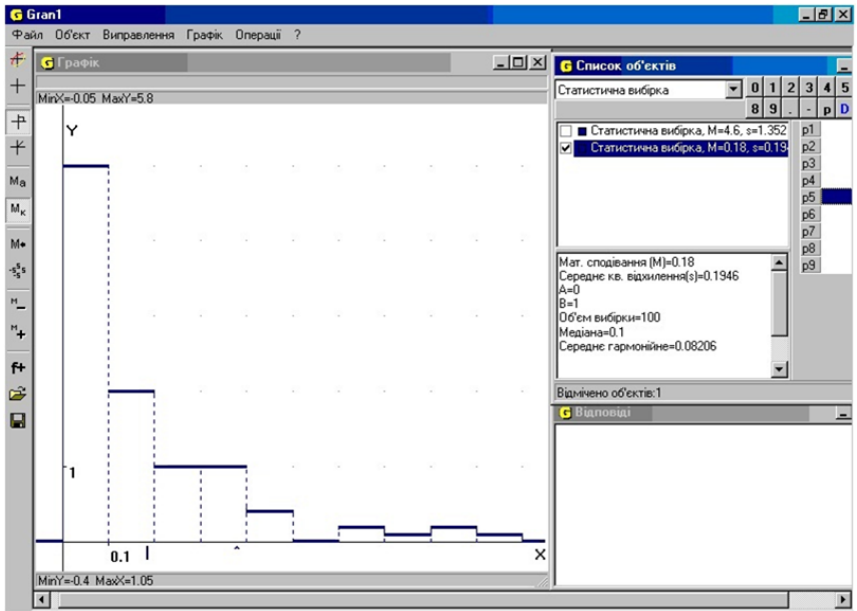 Gran1
Файл Об'єкт Виправлення Графік Операції ?
Графік
MinX=-0.05 MaxY=5.8
Y
1
0.1
X
MinY=-0.4 MaxX=1.05
Ma
Мк
M•
M
M
f+
Список об'єктів
Статистична вибірка
0 1 2 3 4 5
8 9 . - p D
Статистична вибірка, M=4.6, s=1.352
Статистична вибірка, M=0.18, s=0.19
p1
p2
p3
p4
p5
p6
p7
p8
p9
Мат. сподівання (M)=0.18
Середнє кв. відхилення(s)=0.1946
A=0
B=1
Об'єм вибірки=100
Медіана=0.1
Середнє гармонійне=0.08206
Відмічено об'єктів:1
Відповіді